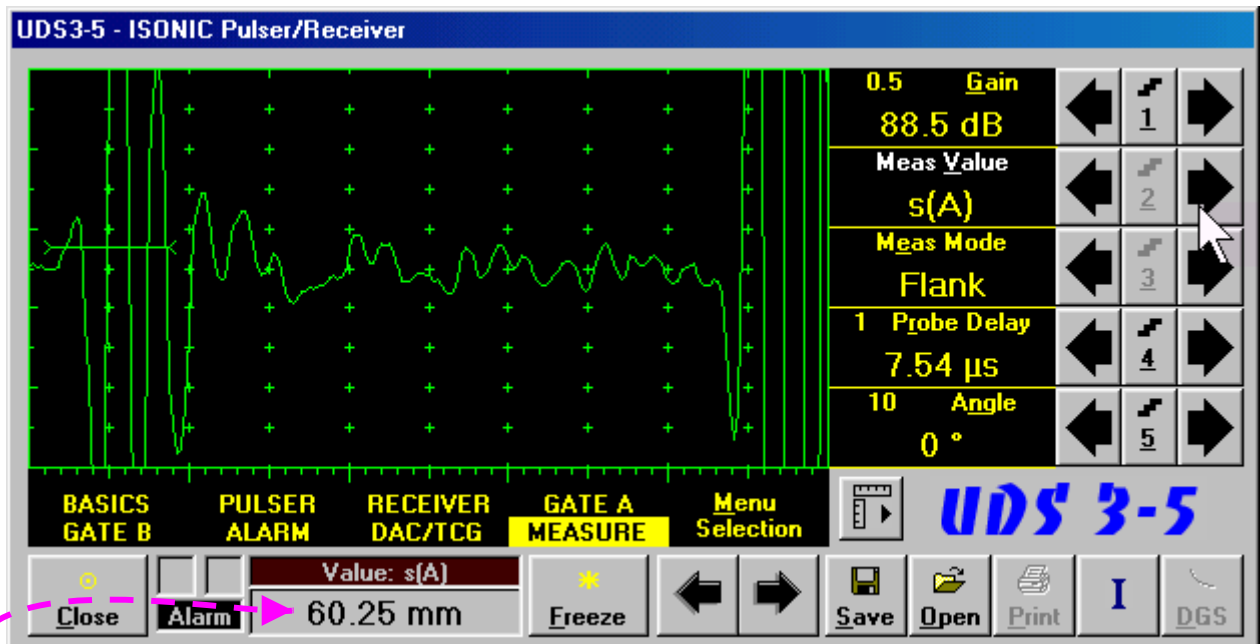 UDS3-5 - ISONIC Pulser/Receiver
0.5 Gain
88.5 dB
1
Meas Value
s(A)
2
Meas Mode
Flank
3
1 Probe Delay
7.54 µs
4
10 Angle
0 °
5
BASICS PULSER RECEIVER GATE A Menu
GATE B ALARM DAC/TCG MEASURE Selection
UDS 3-5
Close
Alarm
Value: s(A)
60.25 mm
Freeze
Save
Open
Print
I
DGS